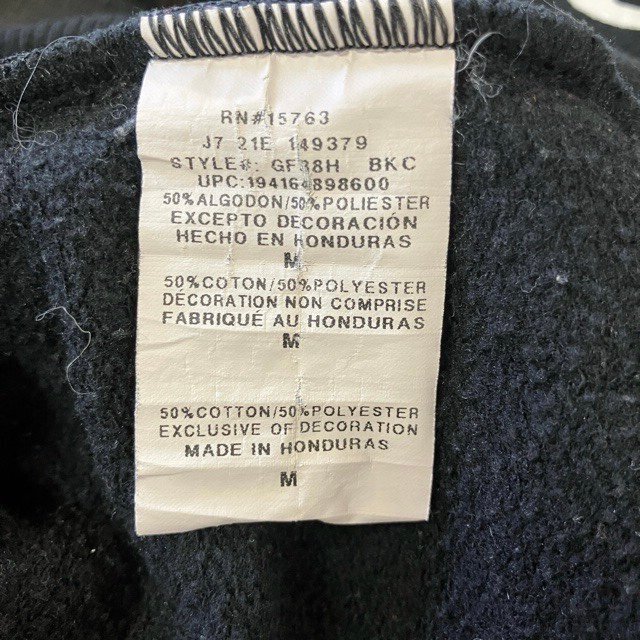 RN#15763
J7 21E 149379
STYLE#: GF88H BKC
UPC:194164898600
50%ALGODON/50%POLIESTER
EXCEPTO DECORACIÓN
HECHO EN HONDURAS
M
50%COTON/50%POLYESTER
DÉCORATION NON COMPRISE
FABRIQUÉ AU HONDURAS
M
50%COTTON/50%POLYESTER
EXCLUSIVE OF DECORATION
MADE IN HONDURAS
M